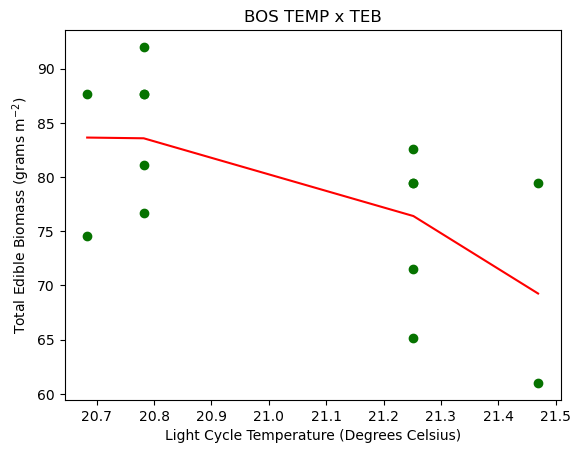 BOS TEMP x TEB
Total Edible Biomass (grams m⁻²)
90
85
80
75
70
65
60
20.7 20.8 20.9 21.0 21.1 21.2 21.3 21.4 21.5
Light Cycle Temperature (Degrees Celsius)